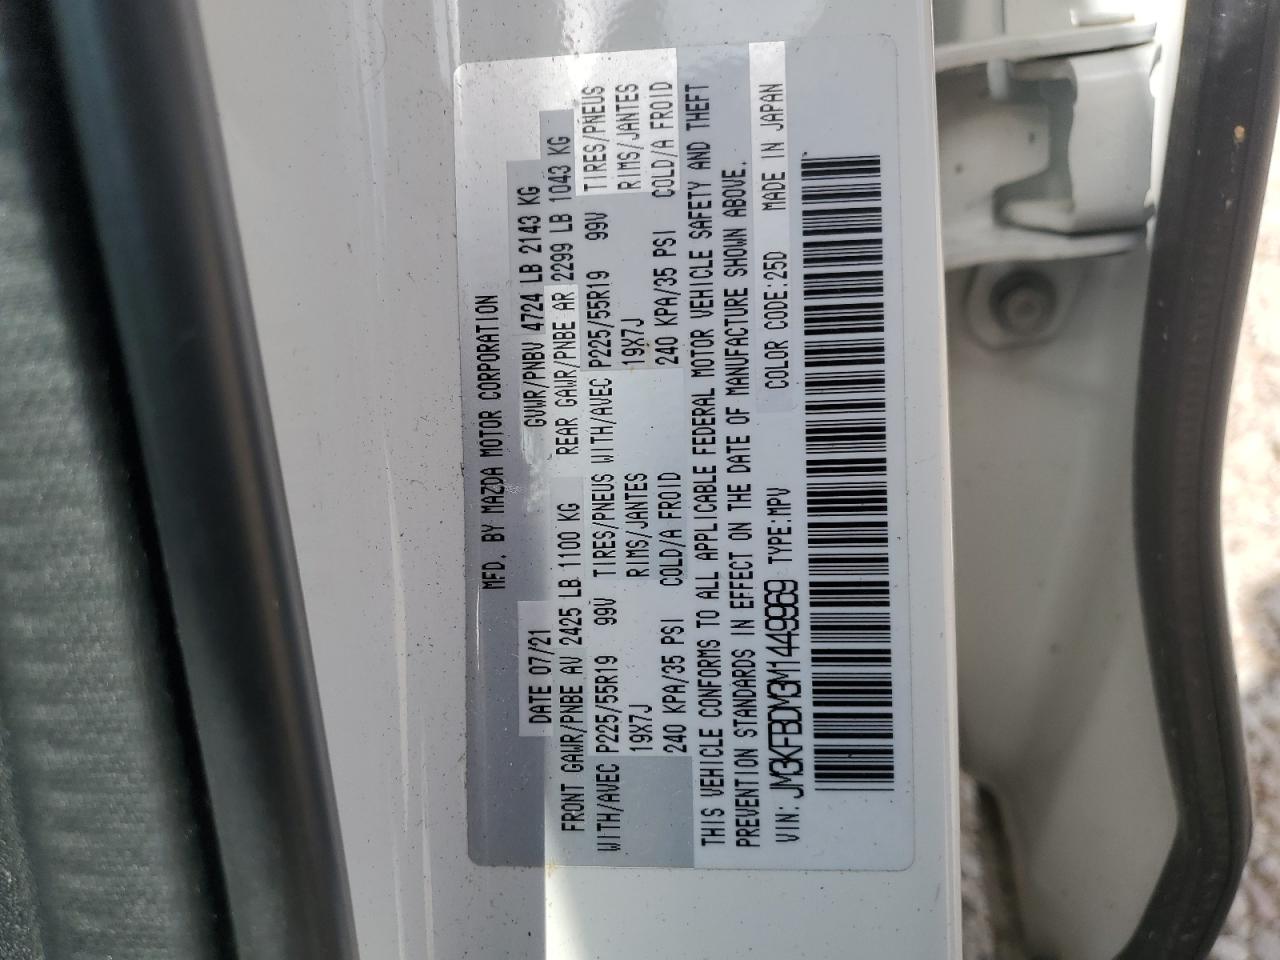 MFD. BY MAZDA MOTOR CORPORATION
DATE 07/21 GVWR/PNBV 4724 LB 2143 KG
FRONT GAWR/PNBE AV 2425 LB 1100 KG REAR GAWR/PNBE AR 2299 LB 1043 KG
WITH/AVEC P225/55R19 99V TIRES/PNEUS WITH/AVEC P225/55R19 99V TIRES/PNEUS
19X7J RIMS/JANTES 19X7J RIMS/JANTES
240 KPA/35 PSI COLD/A FROID 240 KPA/35 PSI COLD/A FROID
THIS VEHICLE CONFORMS TO ALL APPLICABLE FEDERAL MOTOR VEHICLE SAFETY AND THEFT
PREVENTION STANDARDS IN EFFECT ON THE DATE OF MANUFACTURE SHOWN ABOVE.
VIN: JM3KFBDM3M1449969 TYPE:MPV COLOR CODE:25D MADE IN JAPAN